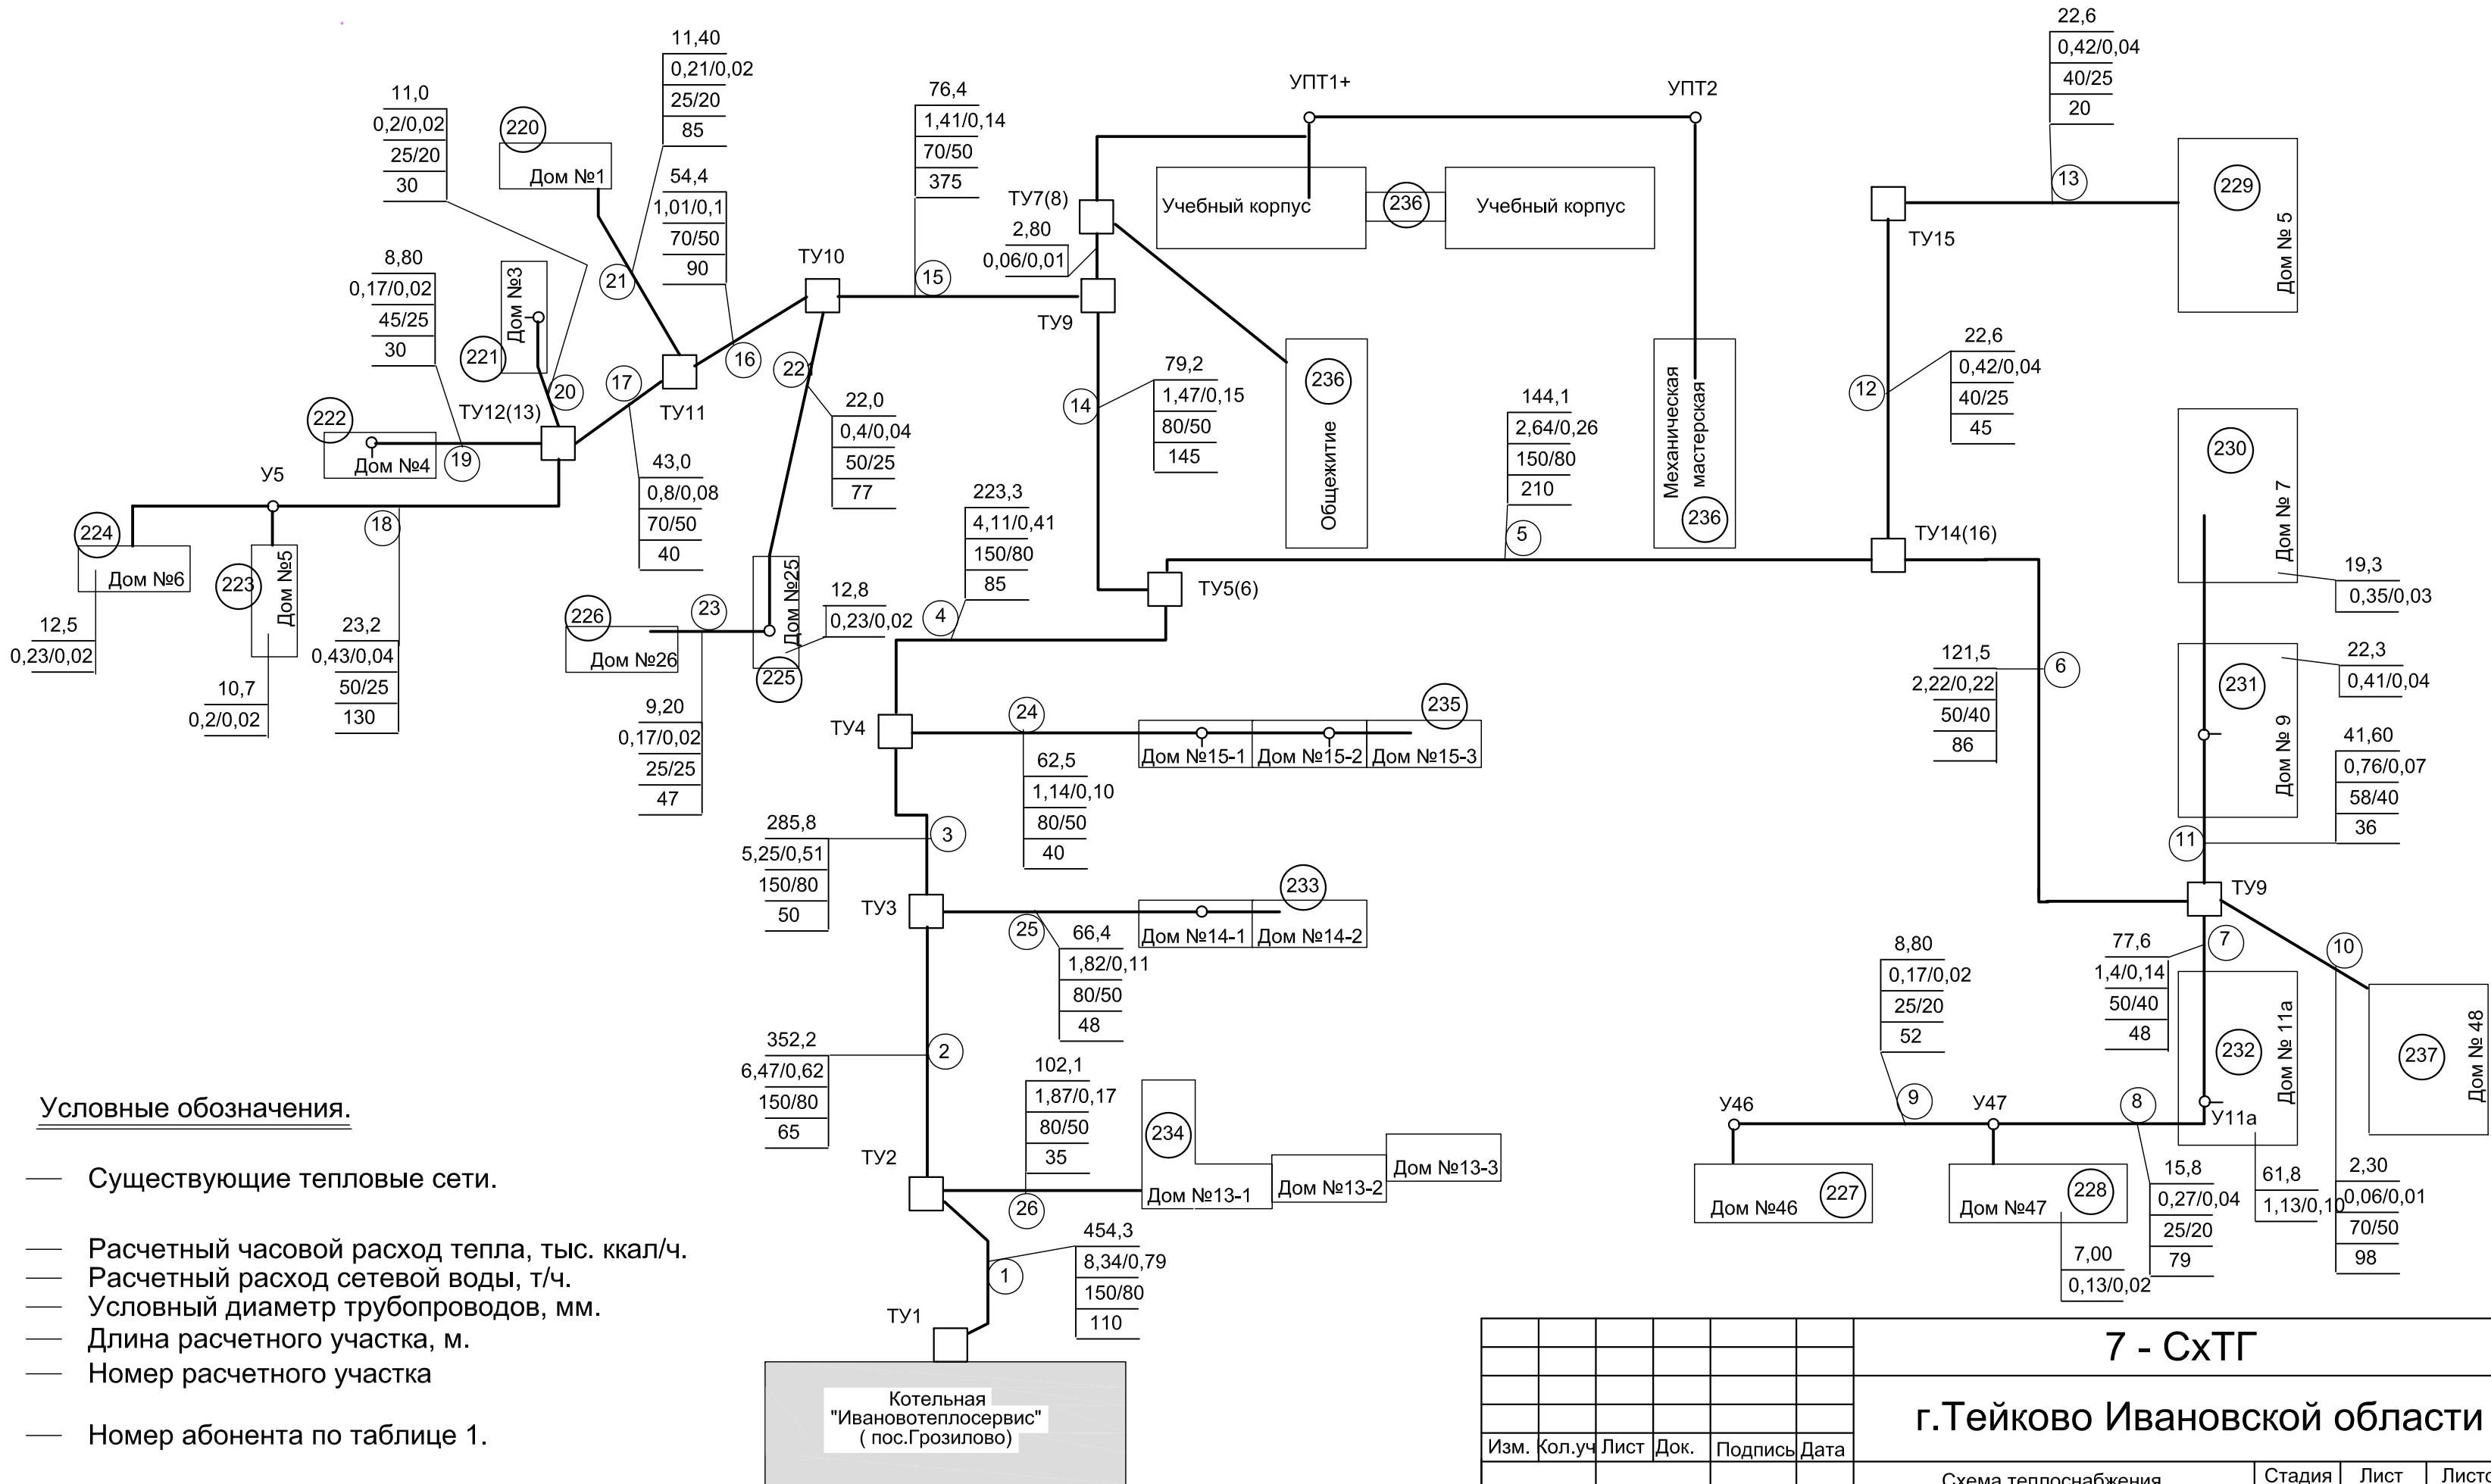 22,6
0,42/0,04
40/25
20
11,40
0,21/0,02
25/20
85
УПТ1+
УПТ2
76,4
1,41/0,14
70/50
375
11,0
0,2/0,02
25/20
30
220
Дом №1
54,4
1,01/0,1
70/50
90
ТУ7(8)
2,80
0,06/0,01
Учебный корпус
236
Учебный корпус
13
229
Дом № 5
ТУ15
8,80
0,17/0,02
45/25
30
Дом №3
221
21
ТУ10
15
ТУ9
16
22
17
20
ТУ11
ТУ12(13)
222
Дом №4
19
14
79,2
1,47/0,15
80/50
145
236
Общежитие
Механическая
мастерская
236
12
22,6
0,42/0,04
40/25
45
22,0
0,4/0,04
50/25
77
43,0
0,8/0,08
70/50
40
144,1
2,64/0,26
150/80
210
5
230
Дом № 7
У5
18
224
Дом №6
223
Дом №5
223,3
4,11/0,41
150/80
85
4
ТУ14(16)
ТУ5(6)
19,3
0,35/0,03
12,5
0,23/0,02
10,7
0,2/0,02
23,2
0,43/0,04
50/25
130
226
Дом №26
23
Дом №25
225
12,8
0,23/0,02
9,20
0,17/0,02
25/25
47
121,5
2,22/0,22
50/40
86
6
231
Дом № 9
22,3
0,41/0,04
41,60
0,76/0,07
58/40
36
11
ТУ4
24
62,5
1,14/0,10
80/50
40
235
Дом №15-1
Дом №15-2
Дом №15-3
285,8
5,25/0,51
150/80
50
3
ТУ3
25
66,4
1,82/0,11
80/50
48
233
Дом №14-1
Дом №14-2
ТУ9
8,80
0,17/0,02
25/20
52
77,6
1,4/0,14
50/40
48
7
10
352,2
6,47/0,62
150/80
65
2
102,1
1,87/0,17
80/50
35
232
Дом № 11а
237
Дом № 48
Условные обозначения.
У46
9
У47
8
У11а
234
Дом №13-1
Дом №13-2
Дом №13-3
ТУ2
26
Существующие тепловые сети.
Дом №46
227
Дом №47
228
15,8
0,27/0,04
25/20
79
61,8
1,13/0,10
2,30
0,06/0,01
70/50
98
7,00
0,13/0,02
454,3
8,34/0,79
150/80
110
1
ТУ1
Расчетный часовой расход тепла, тыс. ккал/ч.
Расчетный расход сетевой воды, т/ч.
Условный диаметр трубопроводов, мм.
Длина расчетного участка, м.
Номер расчетного участка
Номер абонента по таблице 1.
Котельная
"Ивановотеплосервис"
( пос.Грозилово)
7 - СхТГ
г.Тейково Ивановской области
Изм.
Кол.уч
Лист
Док.
Подпись
Дата
Схема теплоснабжения
Стадия
Лист